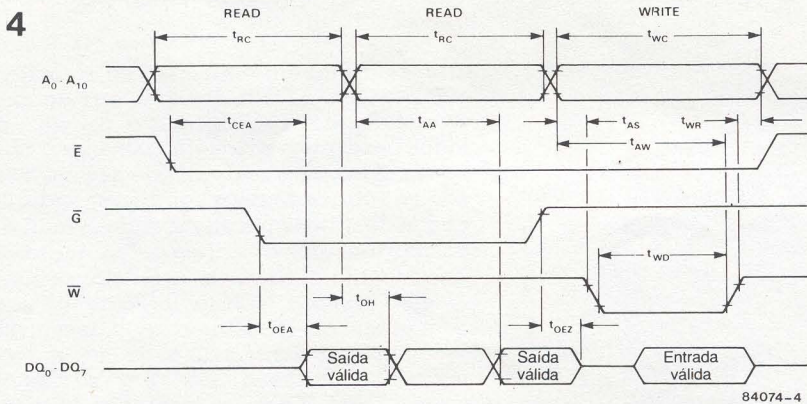 4
READ READ WRITE
tRC tRC tWC
A0 - A10
tCEA tAA tAS tWR
tAW
E̅
G̅
tWD
W̅
tOH
tOEA tOEZ
DQ0 - DQ7
Saída válida
Saída válida
Entrada válida
84074-4